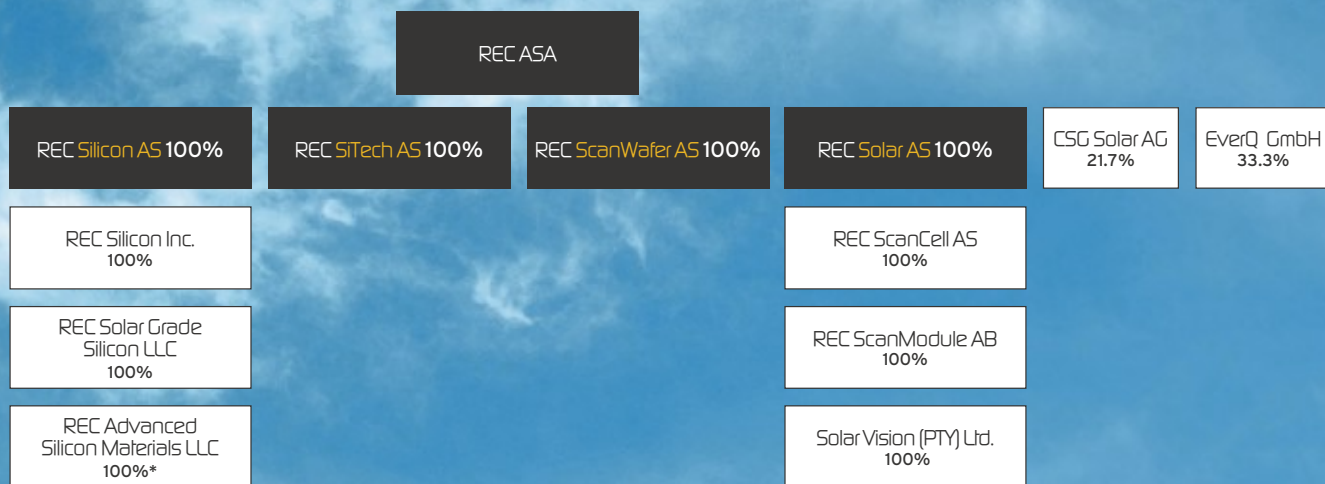 REC ASA
REC Silicon AS 100%
REC SiTech AS 100%
REC ScanWafer AS 100%
REC Solar AS 100%
CSG Solar AG
21.7%
EverQ GmbH
33.3%
REC Silicon Inc.
100%
REC ScanCell AS
100%
REC Solar Grade
Silicon LLC
100%
REC ScanModule AB
100%
REC Advanced
Silicon Materials LLC
100%*
Solar Vision (PTY) Ltd.
100%